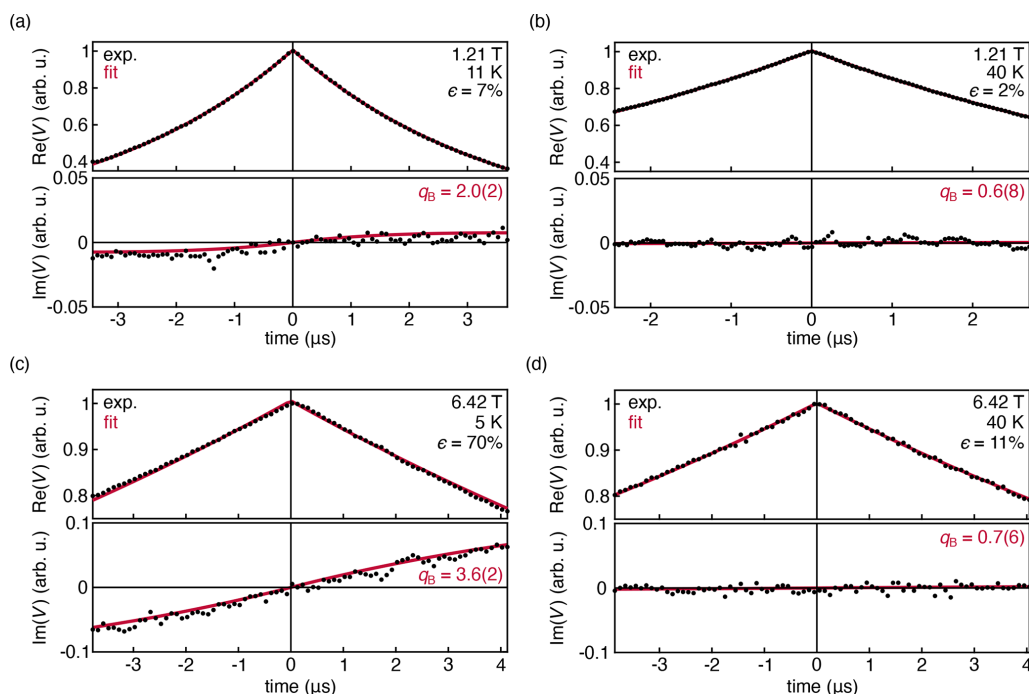 (a)
exp.
fit
1.21 T
11 K
ϵ = 7%
Re(V) (arb. u.)
1
0.8
0.6
0.4
0.05
0
-0.05
Im(V) (arb. u.)
q_B = 2.0(2)
-3 -2 -1 0 1 2 3
time (µs)
(b)
exp.
fit
1.21 T
40 K
ϵ = 2%
Re(V) (arb. u.)
1
0.8
0.6
0.4
0.05
0
-0.05
Im(V) (arb. u.)
q_B = 0.6(8)
-2 -1 0 1 2
time (µs)
(c)
exp.
fit
6.42 T
5 K
ϵ = 70%
Re(V) (arb. u.)
1
0.9
0.8
0.1
0
-0.1
Im(V) (arb. u.)
q_B = 3.6(2)
-3 -2 -1 0 1 2 3 4
time (µs)
(d)
exp.
fit
6.42 T
40 K
ϵ = 11%
Re(V) (arb. u.)
1
0.9
0.8
0.1
0
-0.1
Im(V) (arb. u.)
q_B = 0.7(6)
-3 -2 -1 0 1 2 3 4
time (µs)